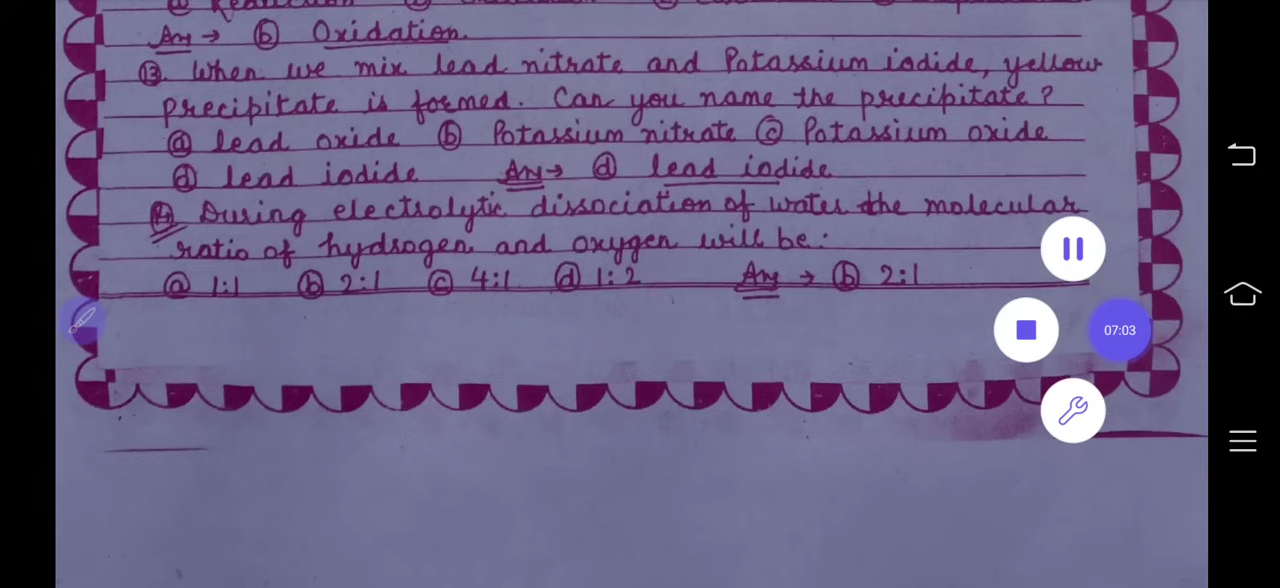 Ans → ⓑ Oxidation.
⑬. When we mix lead nitrate and Potassium iodide, yellow
precipitate is formed. Can you name the precipitate?
ⓐ lead oxide ⓑ Potassium nitrate ⓒ Potassium oxide
ⓓ lead iodide Ans → ⓓ lead iodide
⑭ During electrolytic dissociation of water the molecular
ratio of hydrogen and oxygen will be:
ⓐ 1:1 ⓑ 2:1 ⓒ 4:1 ⓓ 1:2 Ans → ⓑ 2:1
07:03